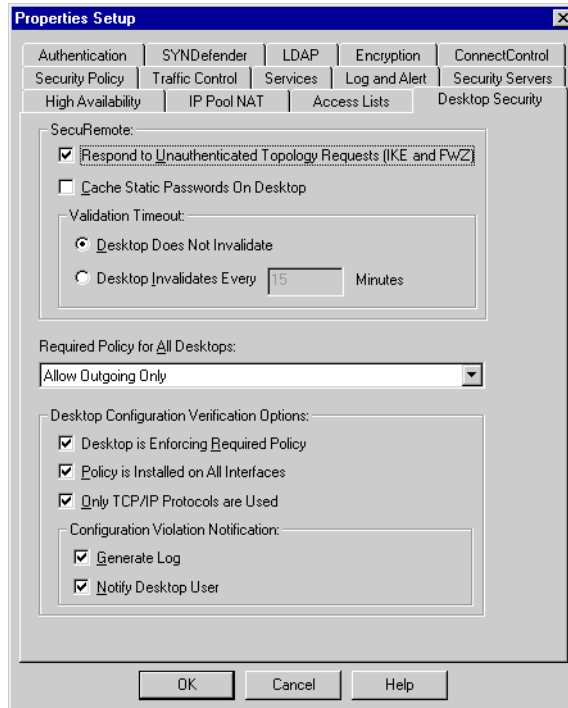 Properties Setup
Authentication SYNDefender LDAP Encryption ConnectControl
Security Policy Traffic Control Services Log and Alert Security Servers
High Availability IP Pool NAT Access Lists Desktop Security
SecuRemote:
Respond to Unauthenticated Topology Requests (IKE and FWZ)
Cache Static Passwords On Desktop
Validation Timeout:
Desktop Does Not Invalidate
Desktop Invalidates Every 15 Minutes
Required Policy for All Desktops:
Allow Outgoing Only
Desktop Configuration Verification Options:
Desktop is Enforcing Required Policy
Policy is Installed on All Interfaces
Only TCP/IP Protocols are Used
Configuration Violation Notification:
Generate Log
Notify Desktop User
OK Cancel Help